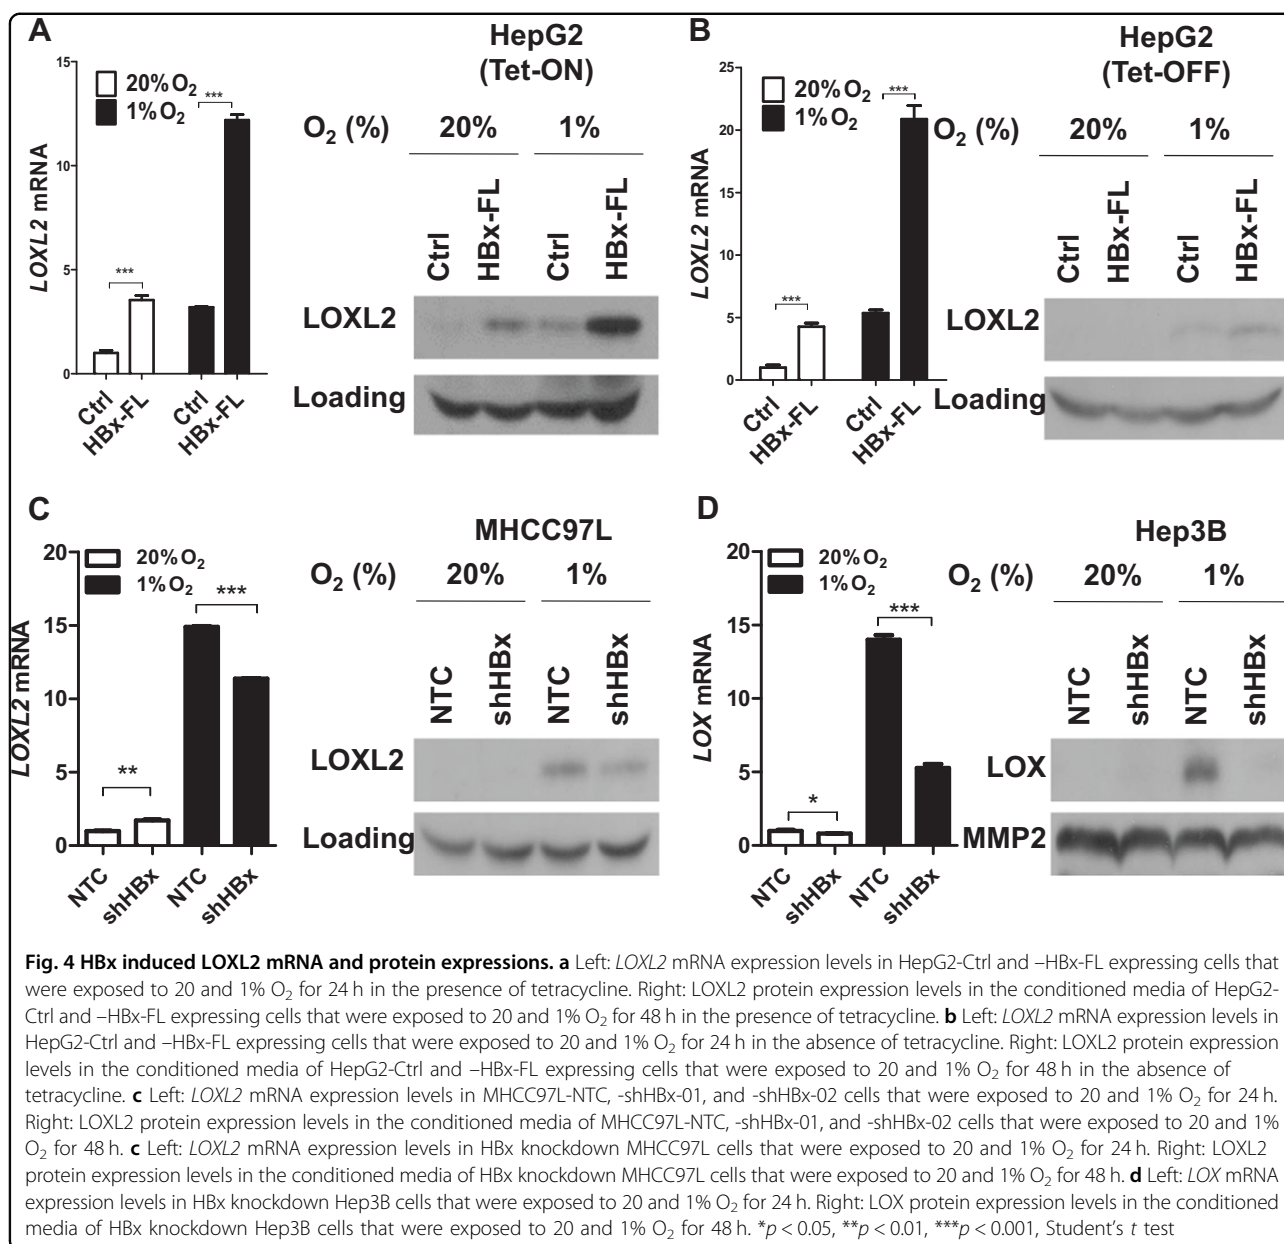 A
HepG2
(Tet-ON)
15
10
5
0
LOXL2 mRNA
20% O₂
1% O₂
***
***
Ctrl
HBx-FL
Ctrl
HBx-FL
O₂ (%) 20% 1%
Ctrl HBx-FL Ctrl HBx-FL
LOXL2
Loading
B
HepG2
(Tet-OFF)
25
20
15
10
5
0
LOXL2 mRNA
20% O₂
1% O₂
***
***
Ctrl
HBx-FL
Ctrl
HBx-FL
O₂ (%) 20% 1%
Ctrl HBx-FL Ctrl HBx-FL
LOXL2
Loading
C
MHCC97L
20
15
10
5
0
LOXL2 mRNA
20% O₂
1% O₂
**
***
NTC
shHBx
NTC
shHBx
O₂ (%) 20% 1%
NTC shHBx NTC shHBx
LOXL2
Loading
D
Hep3B
20
15
10
5
0
LOX mRNA
20% O₂
1% O₂
*
***
NTC
shHBx
NTC
shHBx
O₂ (%) 20% 1%
NTC shHBx NTC shHBx
LOX
MMP2
Fig. 4 HBx induced LOXL2 mRNA and protein expressions. a Left: LOXL2 mRNA expression levels in HepG2-Ctrl and –HBx-FL expressing cells that
were exposed to 20 and 1% O₂ for 24 h in the presence of tetracycline. Right: LOXL2 protein expression levels in the conditioned media of HepG2-
Ctrl and –HBx-FL expressing cells that were exposed to 20 and 1% O₂ for 48 h in the presence of tetracycline. b Left: LOXL2 mRNA expression levels in
HepG2-Ctrl and –HBx-FL expressing cells that were exposed to 20 and 1% O₂ for 24 h in the absence of tetracycline. Right: LOXL2 protein expression
levels in the conditioned media of HepG2-Ctrl and –HBx-FL expressing cells that were exposed to 20 and 1% O₂ for 48 h in the absence of
tetracycline. c Left: LOXL2 mRNA expression levels in MHCC97L-NTC, -shHBx-01, and -shHBx-02 cells that were exposed to 20 and 1% O₂ for 24 h.
Right: LOXL2 protein expression levels in the conditioned media of MHCC97L-NTC, -shHBx-01, and -shHBx-02 cells that were exposed to 20 and 1%
O₂ for 48 h. c Left: LOXL2 mRNA expression levels in HBx knockdown MHCC97L cells that were exposed to 20 and 1% O₂ for 24 h. Right: LOXL2
protein expression levels in the conditioned media of HBx knockdown MHCC97L cells that were exposed to 20 and 1% O₂ for 48 h. d Left: LOX mRNA
expression levels in HBx knockdown Hep3B cells that were exposed to 20 and 1% O₂ for 24 h. Right: LOX protein expression levels in the conditioned
media of HBx knockdown Hep3B cells that were exposed to 20 and 1% O₂ for 48 h. *p < 0.05, **p < 0.01, ***p < 0.001, Student's t test